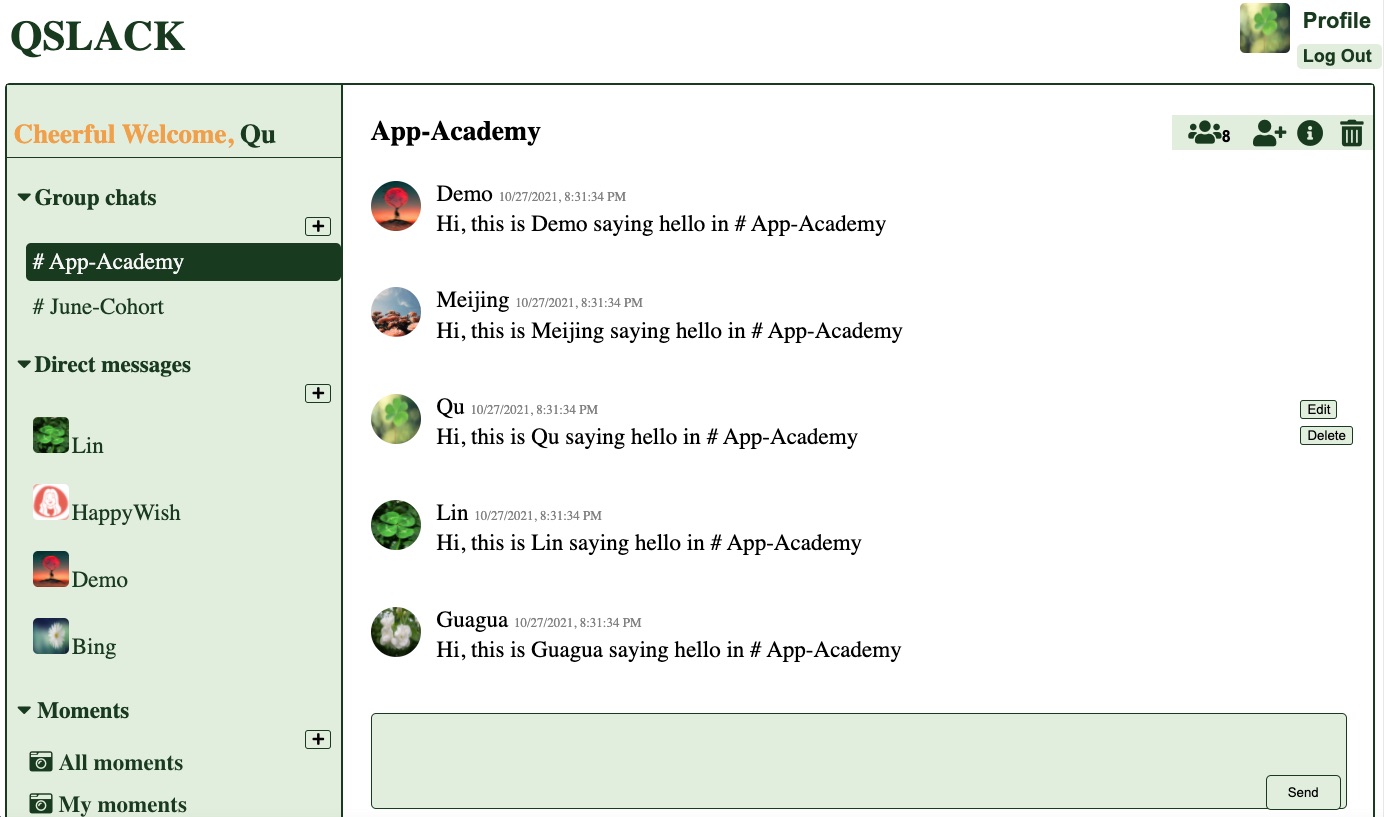 QSLACK
Profile
Log Out
Cheerful Welcome, Qu
Group chats
+
# App-Academy
# June-Cohort
Direct messages
+
Lin
HappyWish
Demo
Bing
Moments
+
All moments
My moments
App-Academy
8
Demo 10/27/2021, 8:31:34 PM
Hi, this is Demo saying hello in # App-Academy
Meijing 10/27/2021, 8:31:34 PM
Hi, this is Meijing saying hello in # App-Academy
Qu 10/27/2021, 8:31:34 PM
Hi, this is Qu saying hello in # App-Academy
Edit
Delete
Lin 10/27/2021, 8:31:34 PM
Hi, this is Lin saying hello in # App-Academy
Guagua 10/27/2021, 8:31:34 PM
Hi, this is Guagua saying hello in # App-Academy
Send